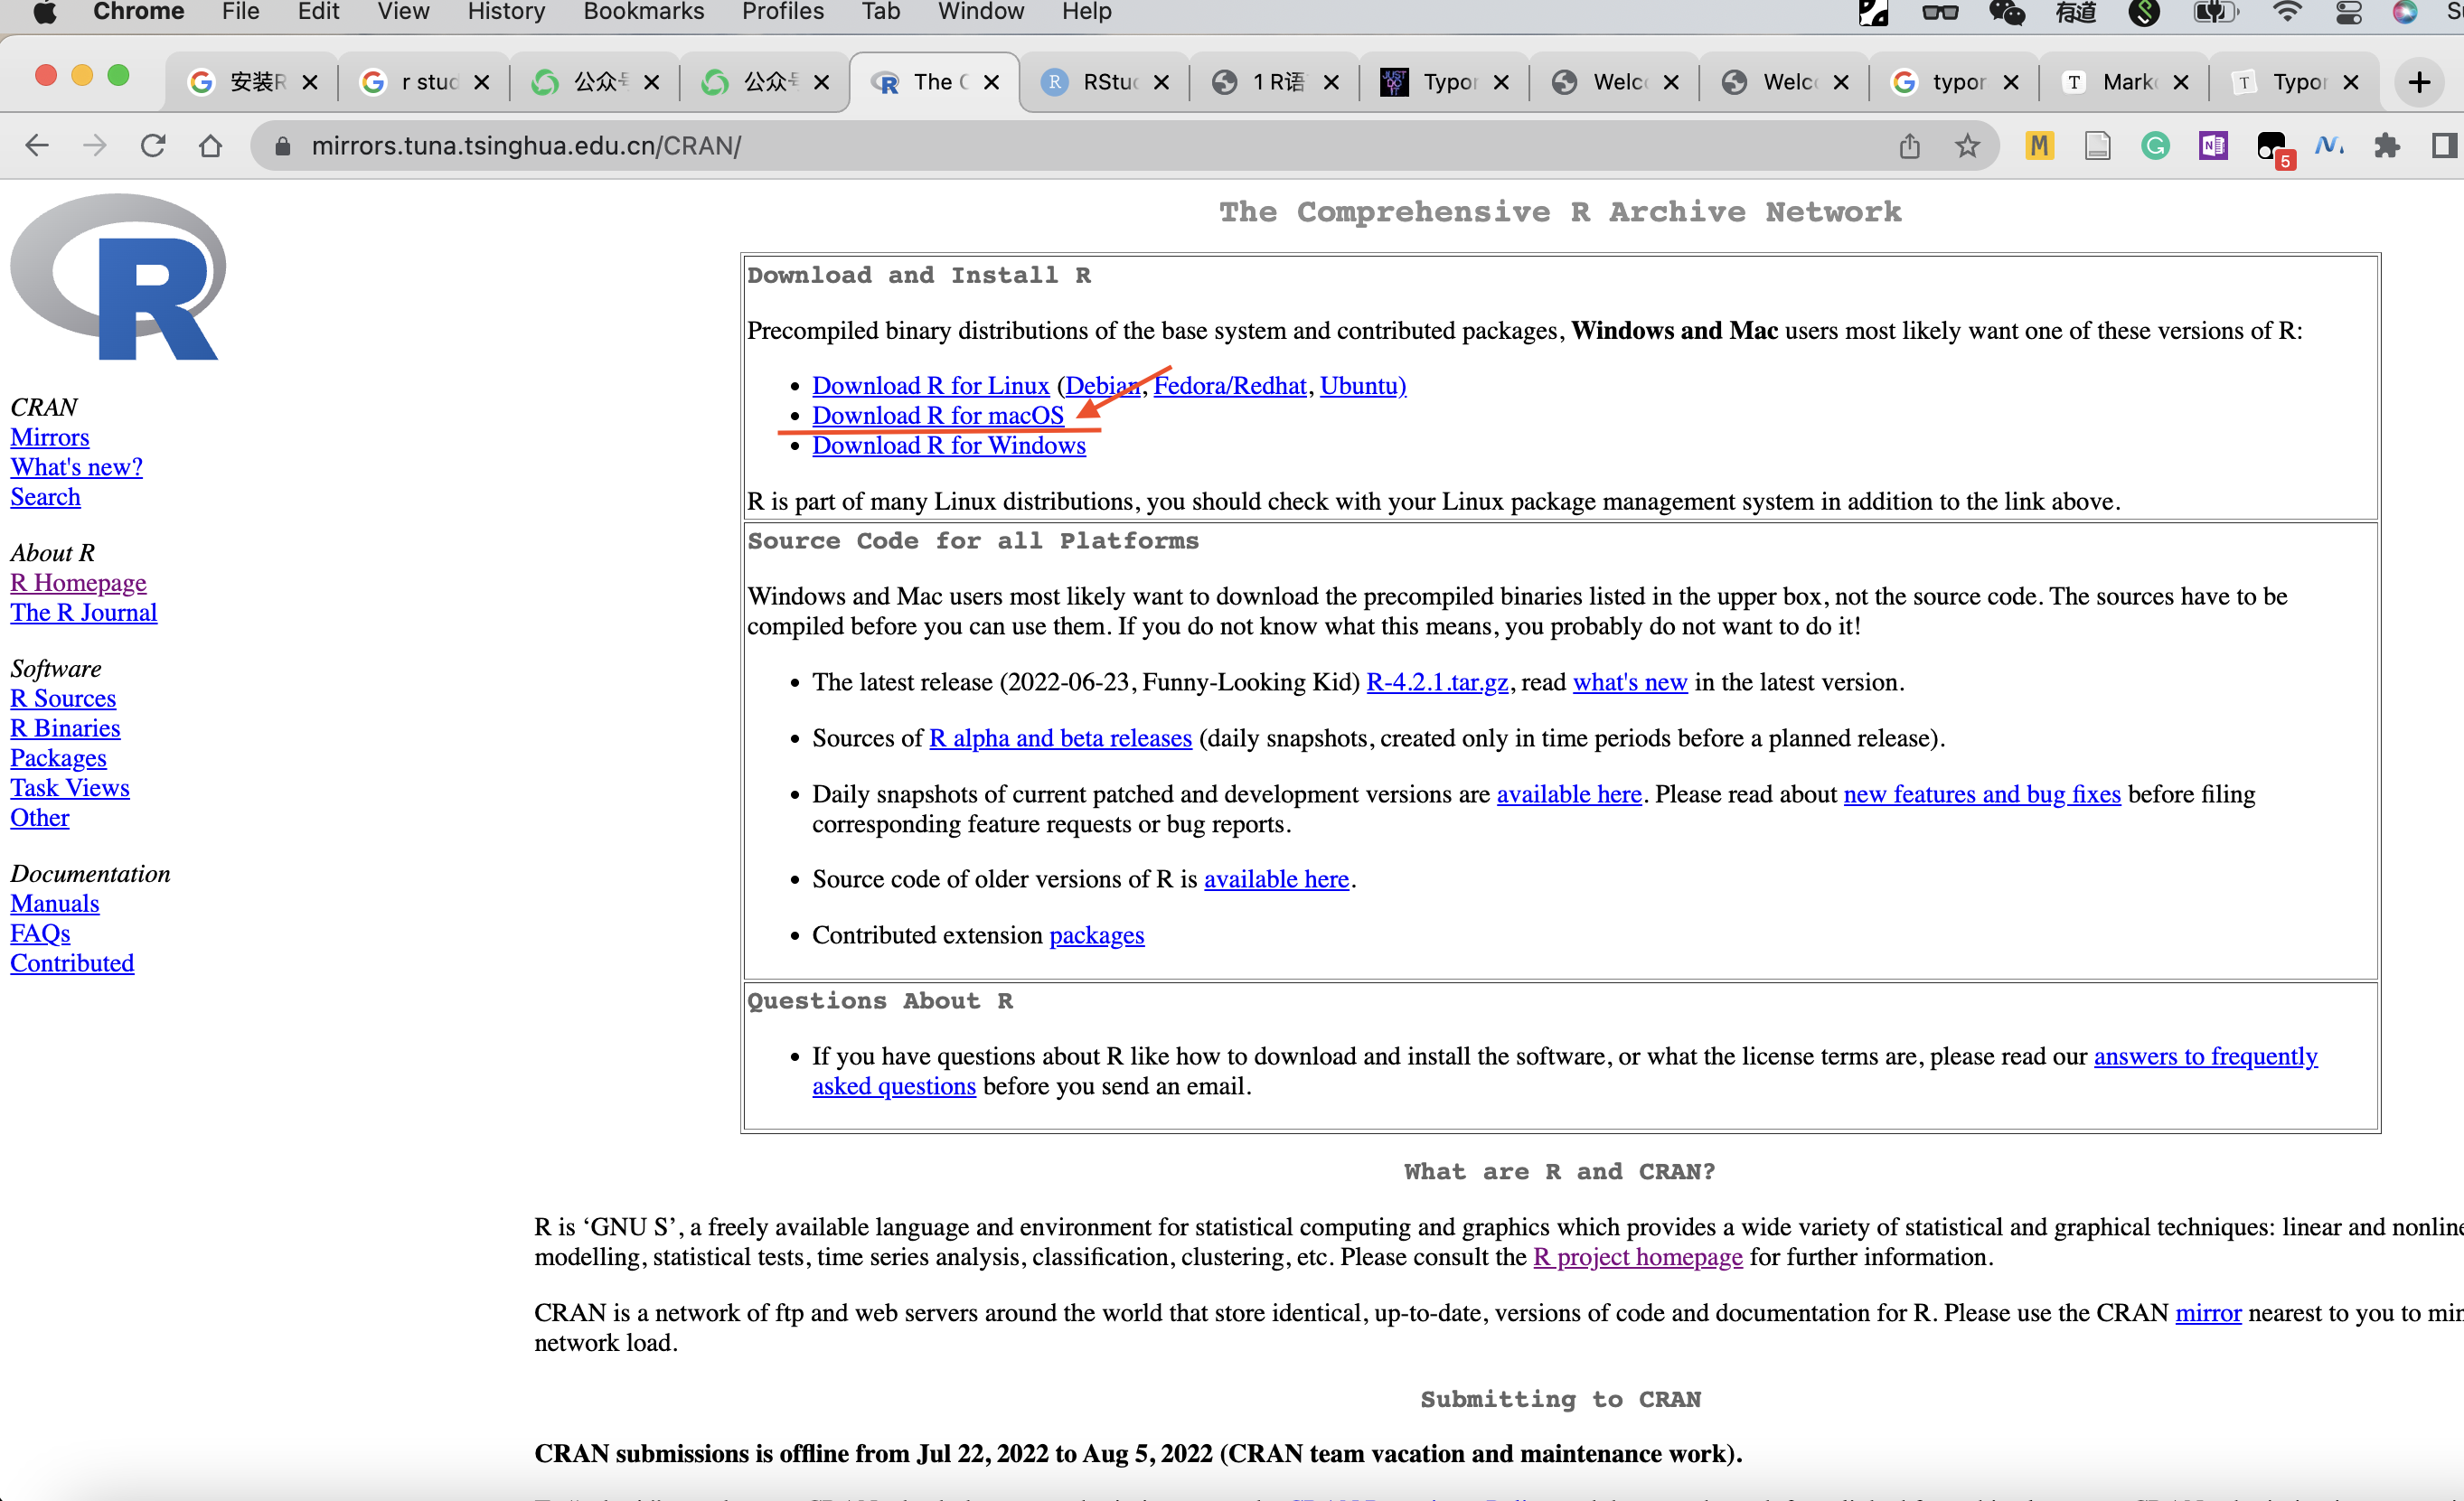 Chrome File Edit View History Bookmarks Profiles Tab Window Help 有道
安装R r stud 公众号 公众号 The C RStu 1 R语 Typor Welc Welc typor Mark Typor
mirrors.tuna.tsinghua.edu.cn/CRAN/
5
R
CRAN
Mirrors
What's new?
Search
About R
R Homepage
The R Journal
Software
R Sources
R Binaries
Packages
Task Views
Other
Documentation
Manuals
FAQs
Contributed
The Comprehensive R Archive Network
Download and Install R
Precompiled binary distributions of the base system and contributed packages, Windows and Mac users most likely want one of these versions of R:
• Download R for Linux (Debian, Fedora/Redhat, Ubuntu)
• Download R for macOS
• Download R for Windows
R is part of many Linux distributions, you should check with your Linux package management system in addition to the link above.
Source Code for all Platforms
Windows and Mac users most likely want to download the precompiled binaries listed in the upper box, not the source code. The sources have to be
compiled before you can use them. If you do not know what this means, you probably do not want to do it!
• The latest release (2022-06-23, Funny-Looking Kid) R-4.2.1.tar.gz, read what's new in the latest version.
• Sources of R alpha and beta releases (daily snapshots, created only in time periods before a planned release).
• Daily snapshots of current patched and development versions are available here. Please read about new features and bug fixes before filing
corresponding feature requests or bug reports.
• Source code of older versions of R is available here.
• Contributed extension packages
Questions About R
• If you have questions about R like how to download and install the software, or what the license terms are, please read our answers to frequently
asked questions before you send an email.
What are R and CRAN?
R is ‘GNU S’, a freely available language and environment for statistical computing and graphics which provides a wide variety of statistical and graphical techniques: linear and nonline
modelling, statistical tests, time series analysis, classification, clustering, etc. Please consult the R project homepage for further information.
CRAN is a network of ftp and web servers around the world that store identical, up-to-date, versions of code and documentation for R. Please use the CRAN mirror nearest to you to min
network load.
Submitting to CRAN
CRAN submissions is offline from Jul 22, 2022 to Aug 5, 2022 (CRAN team vacation and maintenance work).